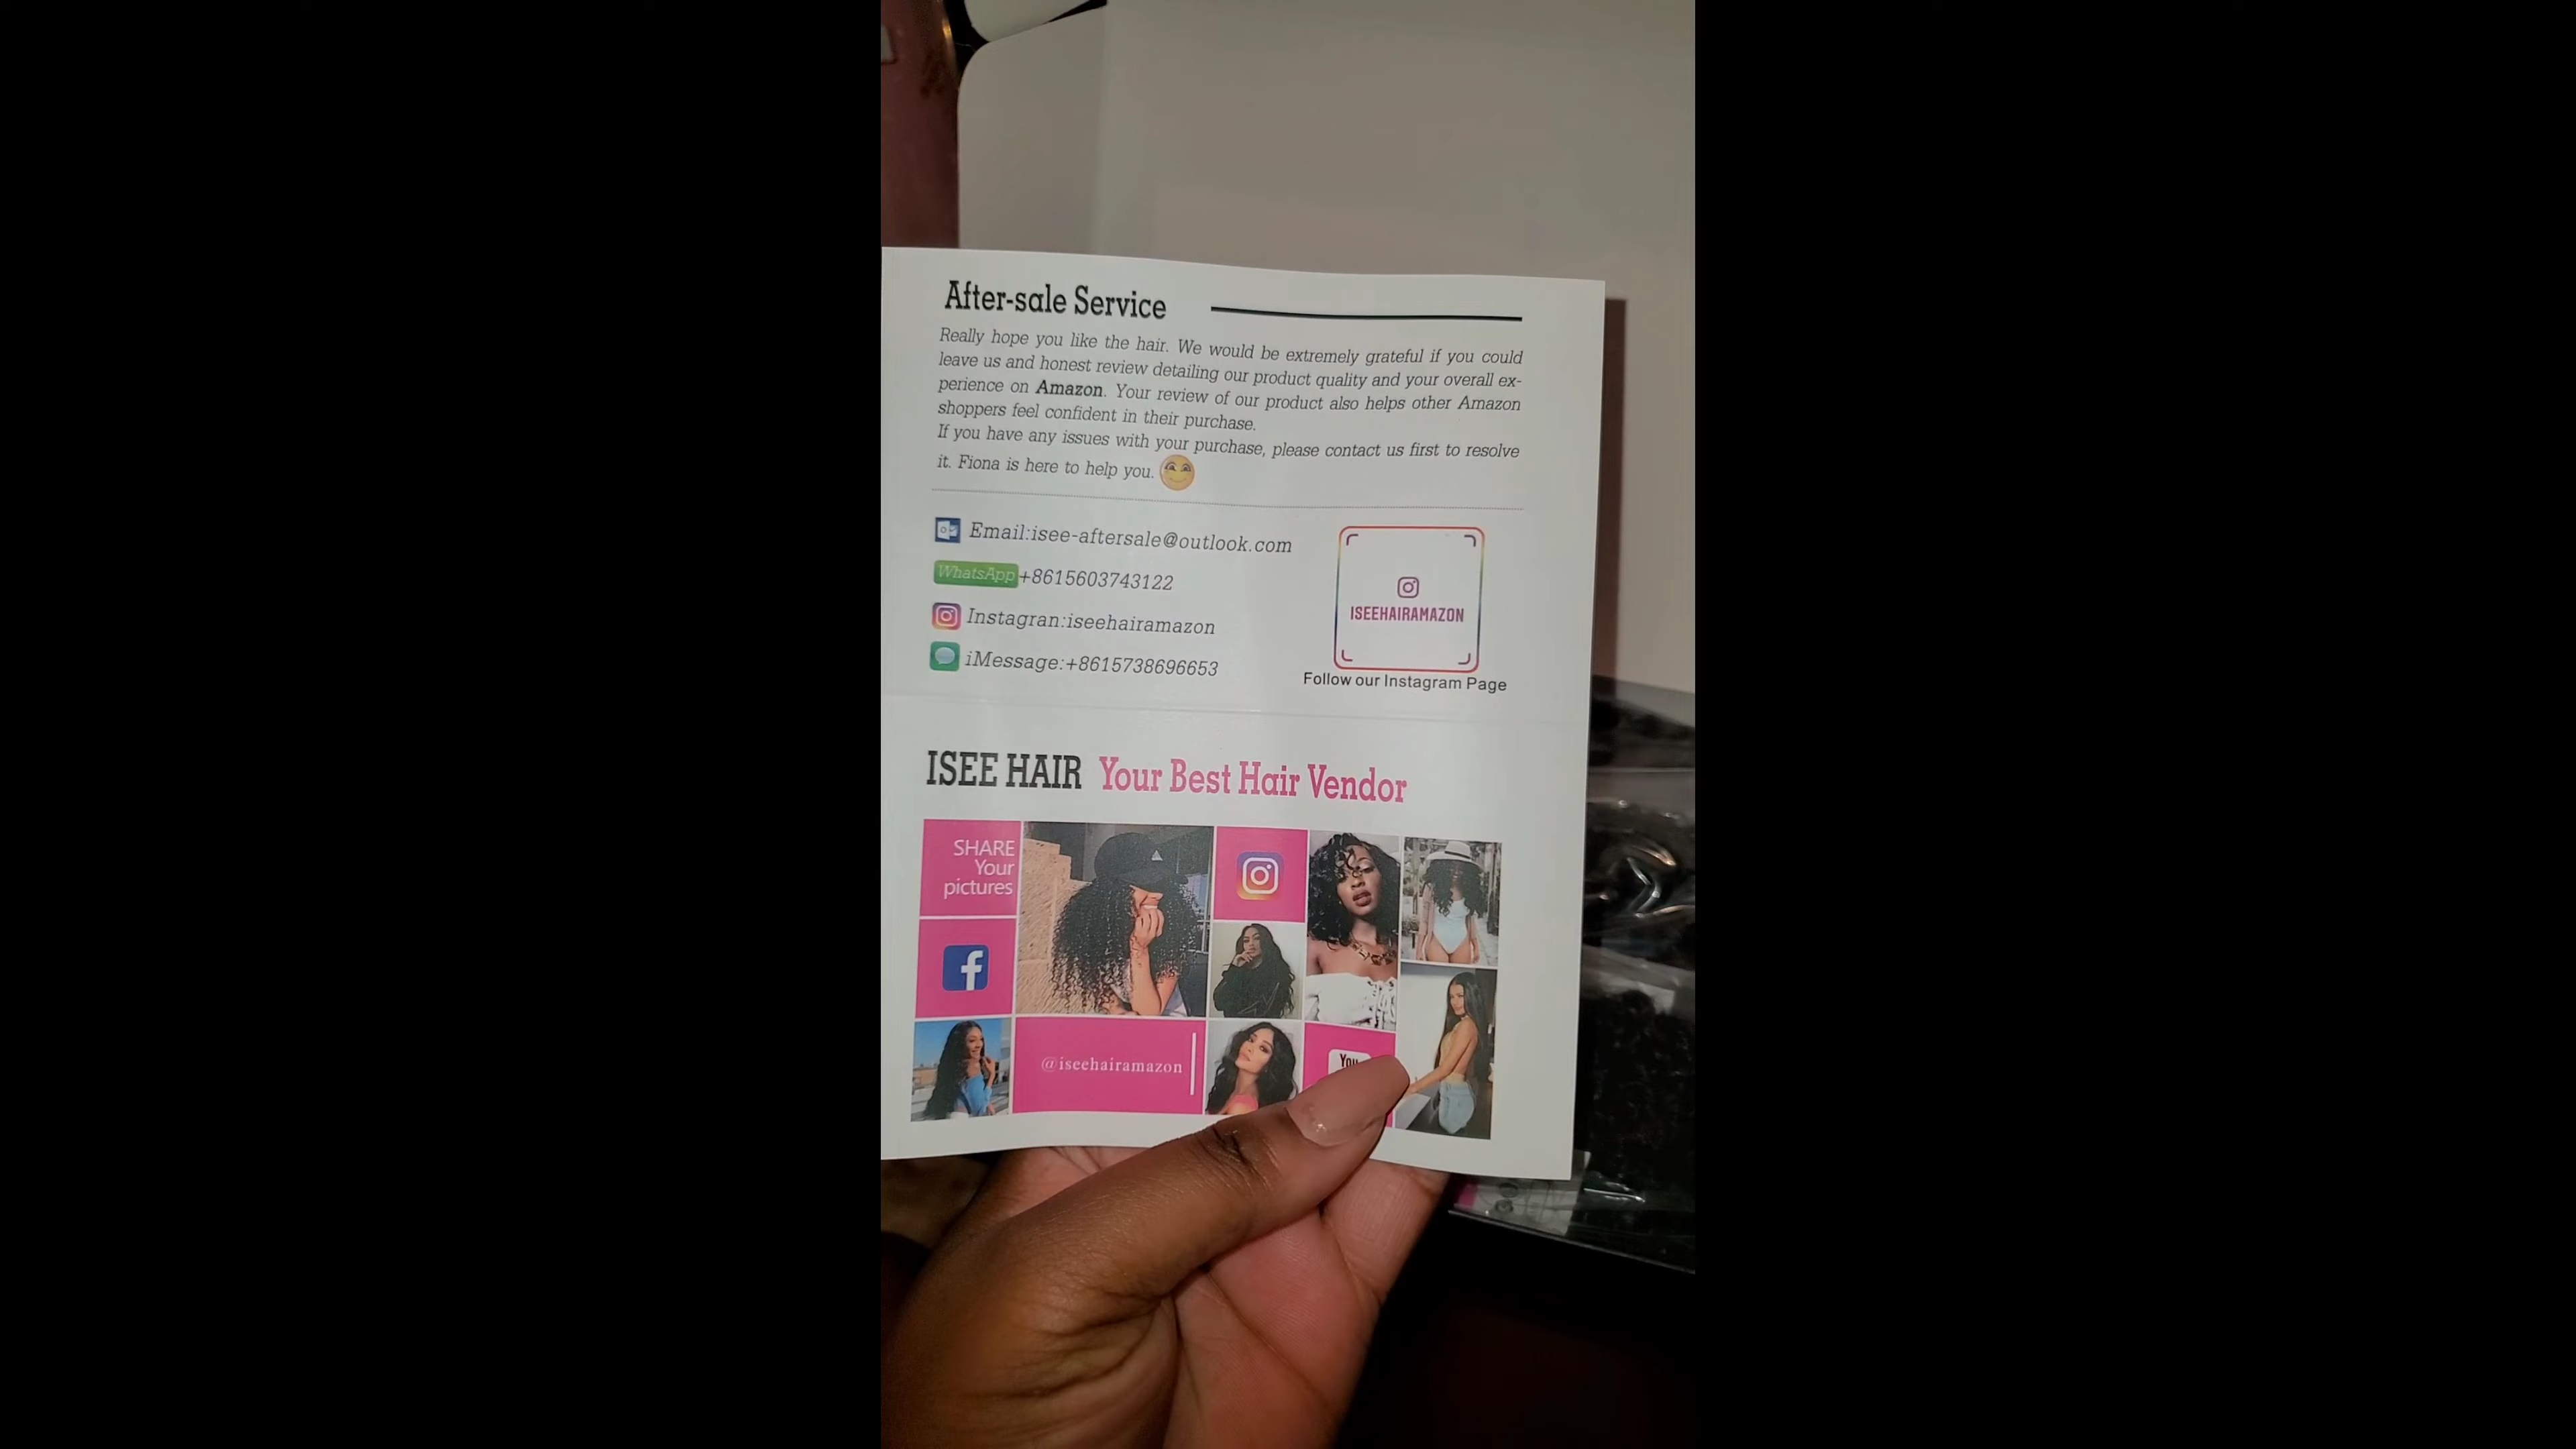 After-sale Service
Really hope you like the hair. We would be extremely grateful if you could
leave us and honest review detailing our product quality and your overall ex-
perience on Amazon. Your review of our product also helps other Amazon
shoppers feel confident in their purchase.
If you have any issues with your purchase, please contact us first to resolve
it. Fiona is here to help you.
Email:isee-aftersale@outlook.com
WhatsApp +8615603743122
Instagran:iseehairamazon
iMessage:+8615738696653
ISEEHAIRAMAZON
Follow our Instagram Page
ISEE HAIR Your Best Hair Vendor
SHARE
Your
pictures
f
@iseehairamazon
You